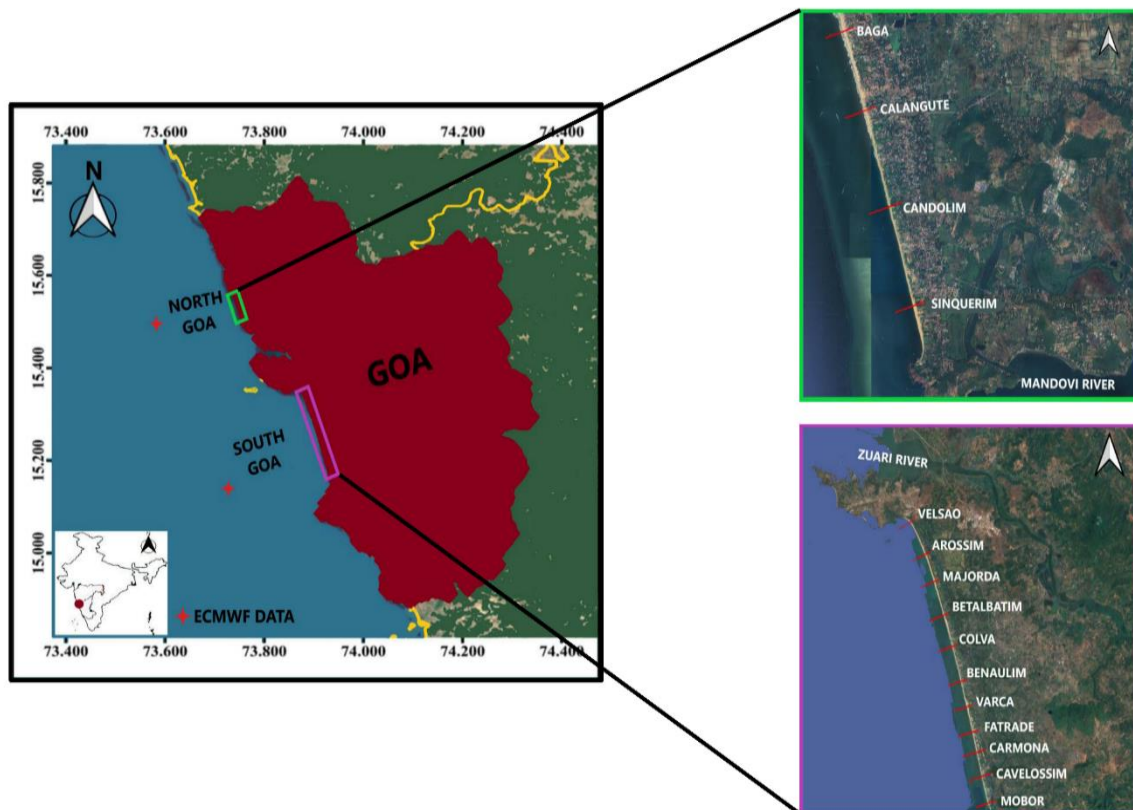 73.400 73.600 73.800 74.000 74.200 74.400
15.800
15.600
15.400
15.200
15.000
N
NORTH
GOA
GOA
SOUTH
GOA
ECMWF DATA
73.400 73.600 73.800 74.000 74.200 74.400
BAGA
CALANGUTE
CANDOLIM
SINQUERIM
MANDOVI RIVER
ZUARI RIVER
VELSAO
AROSSIM
MAJORDA
BETALBATIM
COLVA
BENAULIM
VARCA
FATRADE
CARMONA
CAVELOSSIM
MOBOR